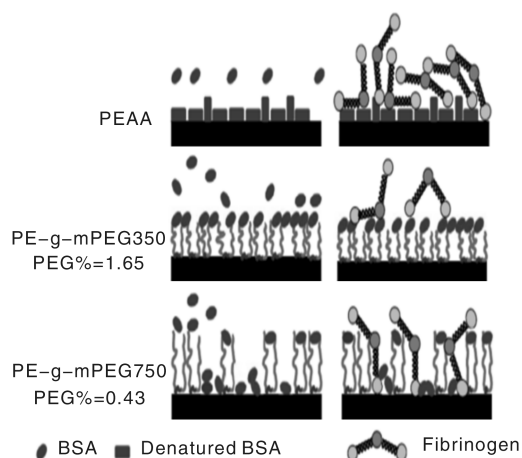 PEAA
PE–g–mPEG350
PEG%=1.65
PE–g–mPEG750
PEG%=0.43
BSA Denatured BSA Fibrinogen